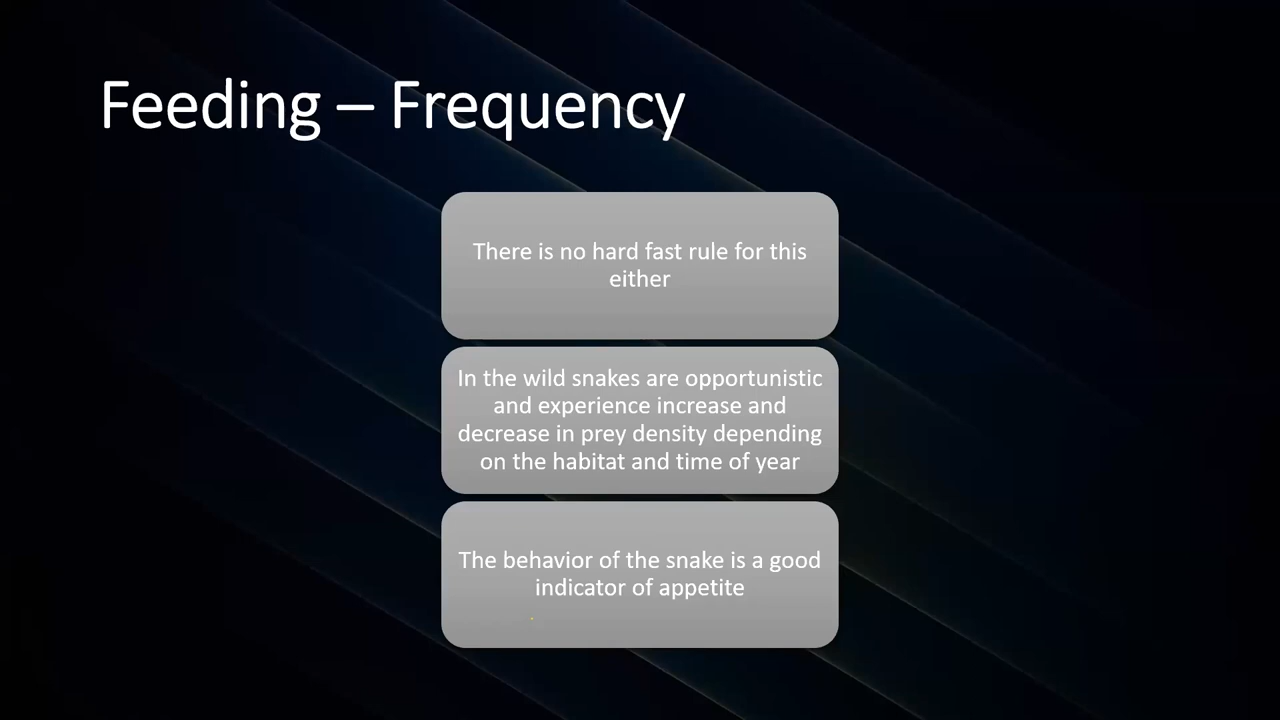 Feeding – Frequency
There is no hard fast rule for this
either
In the wild snakes are opportunistic
and experience increase and
decrease in prey density depending
on the habitat and time of year
The behavior of the snake is a good
indicator of appetite